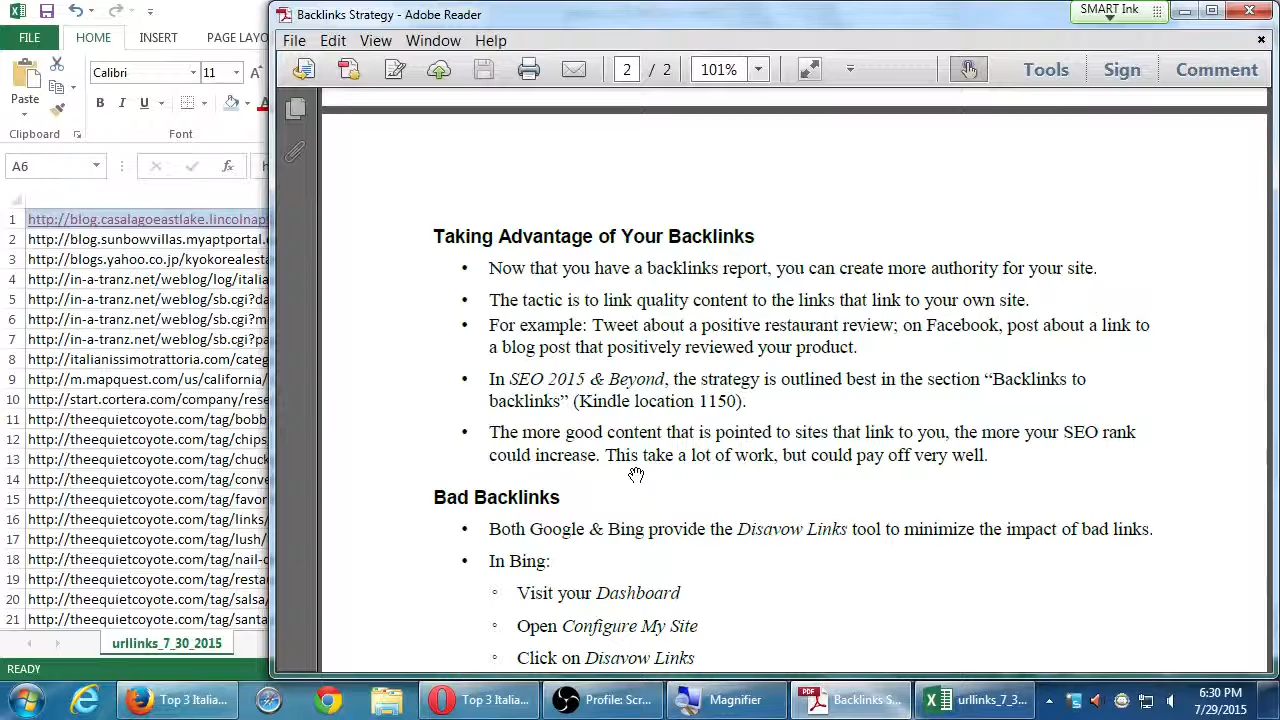 Backlinks Strategy - Adobe Reader
SMART Ink
FILE
HOME
INSERT
PAGE LAYO
File Edit View Window Help
Calibri
11
Paste
B I U
2 / 2
101%
Tools
Sign
Comment
Clipboard
Font
A6
fx
Taking Advantage of Your Backlinks
• Now that you have a backlinks report, you can create more authority for your site.
• The tactic is to link quality content to the links that link to your own site.
• For example: Tweet about a positive restaurant review; on Facebook, post about a link to
a blog post that positively reviewed your product.
• In SEO 2015 & Beyond, the strategy is outlined best in the section “Backlinks to
backlinks” (Kindle location 1150).
• The more good content that is pointed to sites that link to you, the more your SEO rank
could increase. This take a lot of work, but could pay off very well.
Bad Backlinks
• Both Google & Bing provide the Disavow Links tool to minimize the impact of bad links.
• In Bing:
◦ Visit your Dashboard
◦ Open Configure My Site
◦ Click on Disavow Links
1 http://blog.casalagoeastlake.lincolnap
2 http://blog.sunbowvillas.myaptportal.
3 http://blogs.yahoo.co.jp/kyokorealest
4 http://in-a-tranz.net/weblog/log/italia
5 http://in-a-tranz.net/weblog/sb.cgi?da
6 http://in-a-tranz.net/weblog/sb.cgi?m
7 http://in-a-tranz.net/weblog/sb.cgi?pa
8 http://italianissimotrattoria.com/categ
9 http://m.mapquest.com/us/california/
10 http://start.cortera.com/company/rese
11 http://theequietcoyote.com/tag/bobb
12 http://theequietcoyote.com/tag/chips
13 http://theequietcoyote.com/tag/chuck
14 http://theequietcoyote.com/tag/conve
15 http://theequietcoyote.com/tag/favor
16 http://theequietcoyote.com/tag/links/
17 http://theequietcoyote.com/tag/lush/
18 http://theequietcoyote.com/tag/nail-c
19 http://theequietcoyote.com/tag/resta
20 http://theequietcoyote.com/tag/salsa/
21 http://theequietcoyote.com/tag/santa
urllinks_7_30_2015
READY
Top 3 Italia...
Top 3 Italia...
Profile: Scr...
Magnifier
Backlinks S...
urllinks_7_3...
6:30 PM
7/29/2015